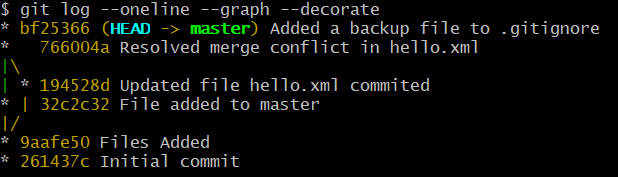 $ git log --oneline --graph --decorate
* bf25366 (HEAD -> master) Added a backup file to .gitignore
*   766004a Resolved merge conflict in hello.xml
|\
| * 194528d Updated file hello.xml commited
* | 32c2c32 File added to master
|/
* 9aafe50 Files Added
* 261437c Initial commit